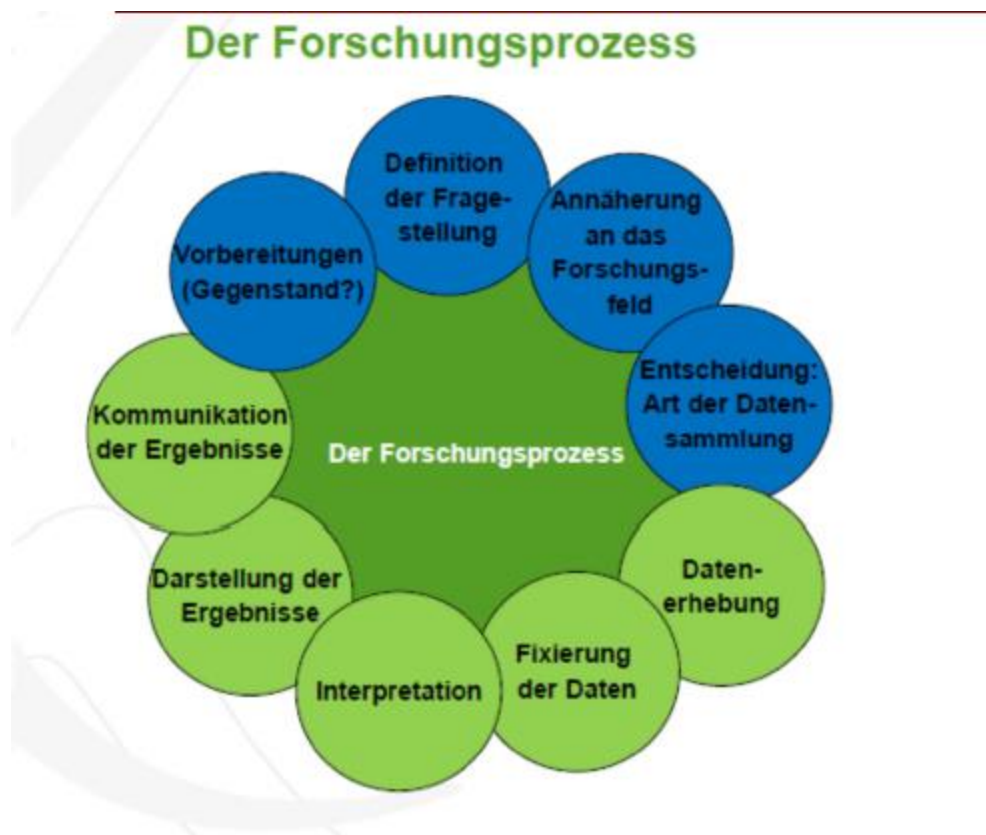 Der Forschungsprozess
Definition
der Frage-
stellung
Annäherung
an das
Forschungs-
feld
Entscheidung:
Art der Daten-
sammlung
Daten-
erhebung
Fixierung
der Daten
Interpretation
Darstellung der
Ergebnisse
Kommunikation
der Ergebnisse
Vorbereitungen
(Gegenstand?)
Der Forschungsprozess